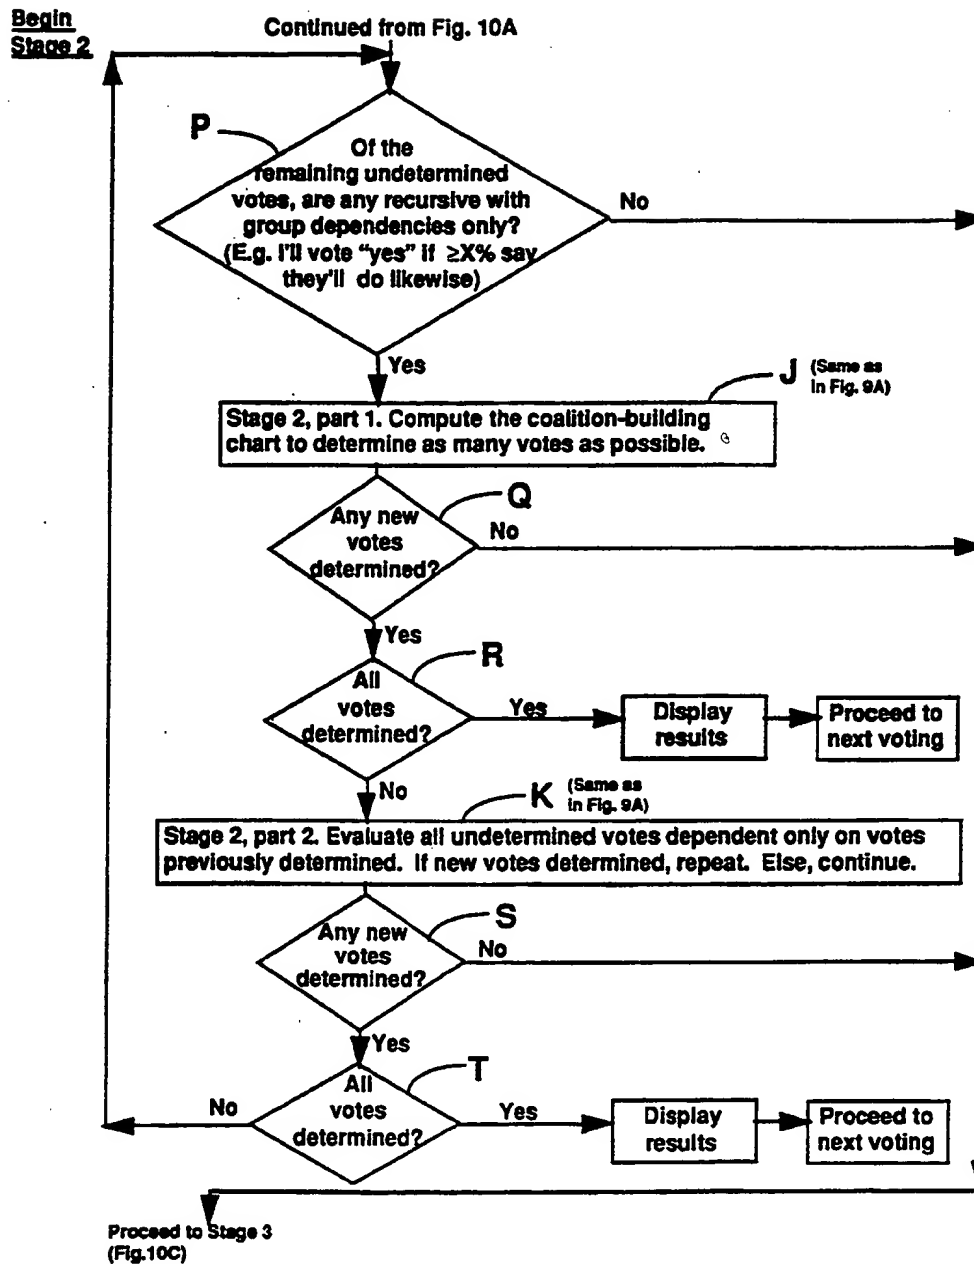 Begin
Stage 2
Continued from Fig. 10A
P
Of the
remaining undetermined
votes, are any recursive with
group dependencies only?
(E.g. I'll vote "yes" if ≥X% say
they'll do likewise)
No
Yes
J (Same as
in Fig. 9A)
Stage 2, part 1. Compute the coalition-building
chart to determine as many votes as possible.
Q
Any new
votes
determined?
No
Yes
R
All
votes
determined?
Yes
Display
results
Proceed to
next voting
No
K (Same as
in Fig. 9A)
Stage 2, part 2. Evaluate all undetermined votes dependent only on votes
previously determined. If new votes determined, repeat. Else, continue.
S
Any new
votes
determined?
No
Yes
T
All
votes
determined?
No
Yes
Display
results
Proceed to
next voting
Proceed to Stage 3
(Fig.10C)